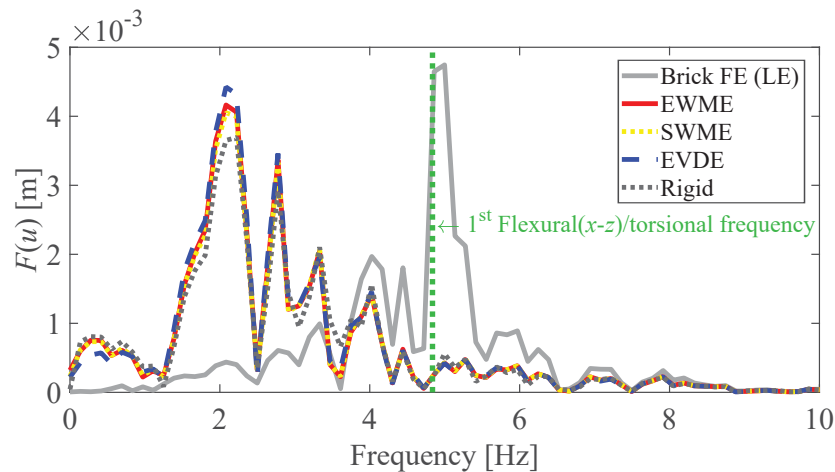 ×10⁻³
5
4
3
2
1
0
F(u) [m]
Brick FE (LE)
EWME
SWME
EVDE
Rigid
← 1st Flexural(x-z)/torsional frequency
0 2 4 6 8 10
Frequency [Hz]